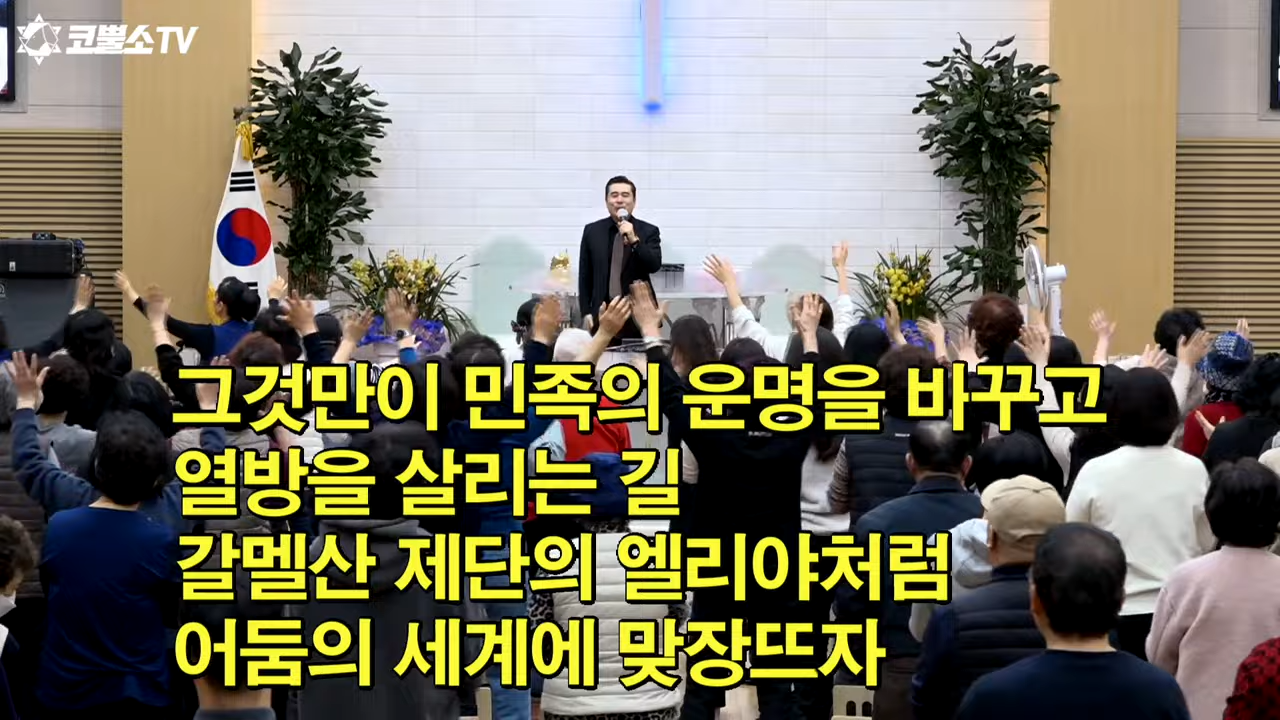 코뿔소TV
그것만이 민족의 운명을 바꾸고
열방을 살리는 길
갈멜산 제단의 엘리야처럼
어둠의 세계에 맞장뜨자